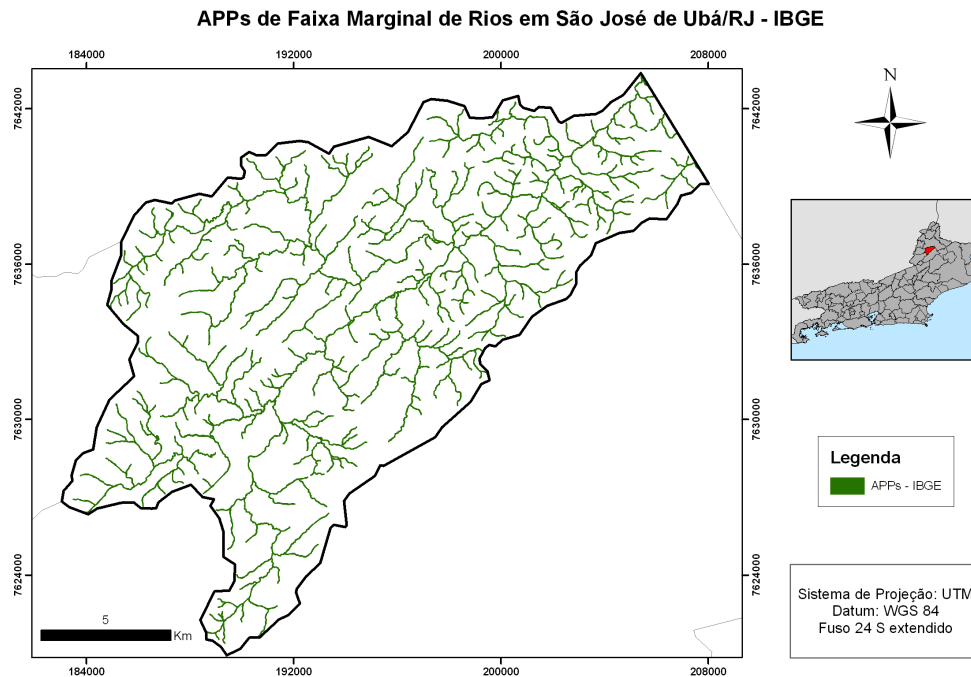 APPs de Faixa Marginal de Rios em São José de Ubá/RJ - IBGE
184000 192000 200000 208000
N
7642000 7642000
7636000 7636000
7630000 7630000
7624000 7624000
Legenda
APPs - IBGE
Sistema de Projeção: UTM
Datum: WGS 84
Fuso 24 S extendido
5
Km
184000 192000 200000 208000